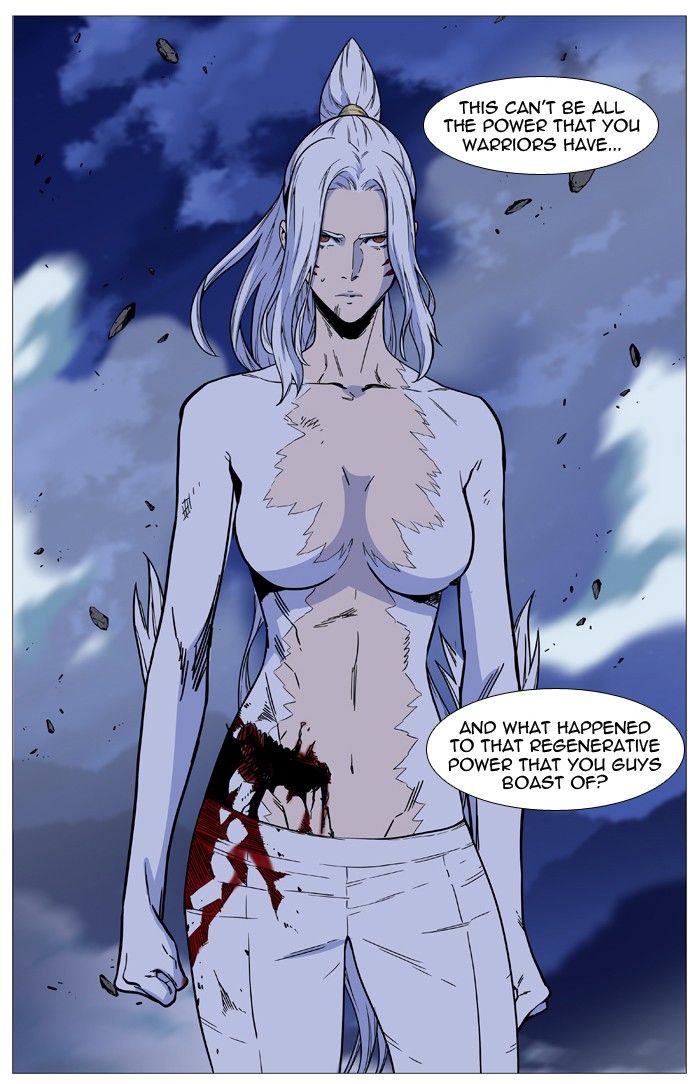 THIS CAN'T BE ALL
THE POWER THAT YOU
WARRIORS HAVE...
AND WHAT HAPPENED
TO THAT REGENERATIVE
POWER THAT YOU GUYS
BOAST OF?